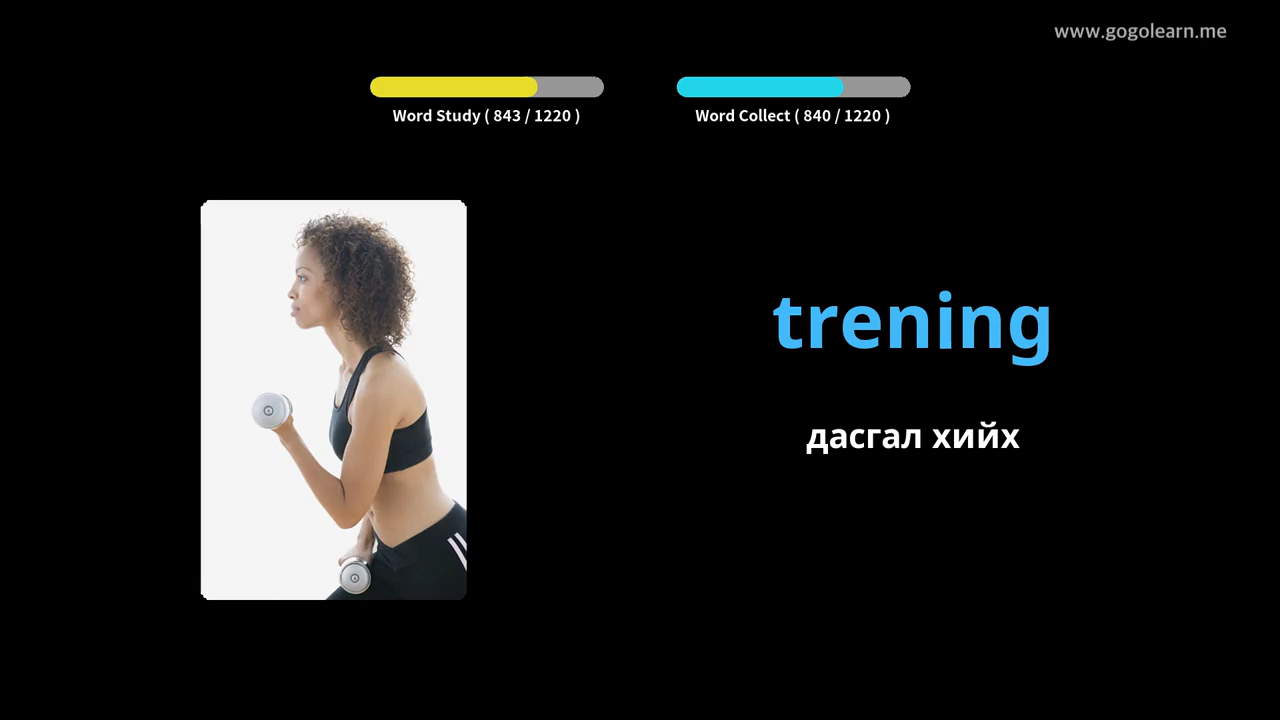 www.gogolearn.me
Word Study ( 843 / 1220 )
Word Collect ( 840 / 1220 )
trening
дасгал хийх